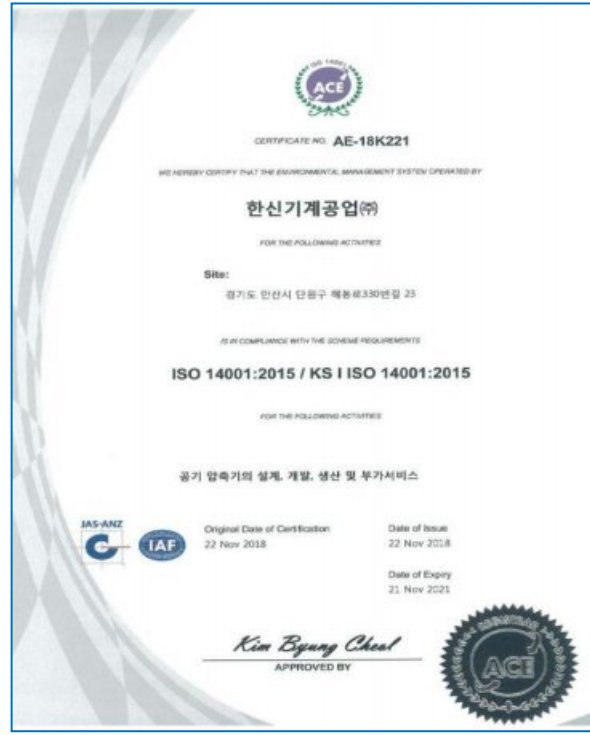 ISO 14001
ACE
CERTIFICATE NO. AE-18K221
WE HEREBY CERTIFY THAT THE ENVIRONMENTAL MANAGEMENT SYSTEM OPERATED BY
한신기계공업㈜
FOR THE FOLLOWING ACTIVITIES
Site:
경기도 안산시 단원구 해봉로330번길 23
IS IN COMPLIANCE WITH THE SCHEME REQUIREMENTS
ISO 14001:2015 / KS I ISO 14001:2015
FOR THE FOLLOWING ACTIVITIES
공기 압축기의 설계, 개발, 생산 및 부가서비스
JAS-ANZ
IAF
Original Date of Certification
22 Nov 2018
Date of Issue
22 Nov 2018
Date of Expiry
21 Nov 2021
Kim Byung Cheol
APPROVED BY
ACE